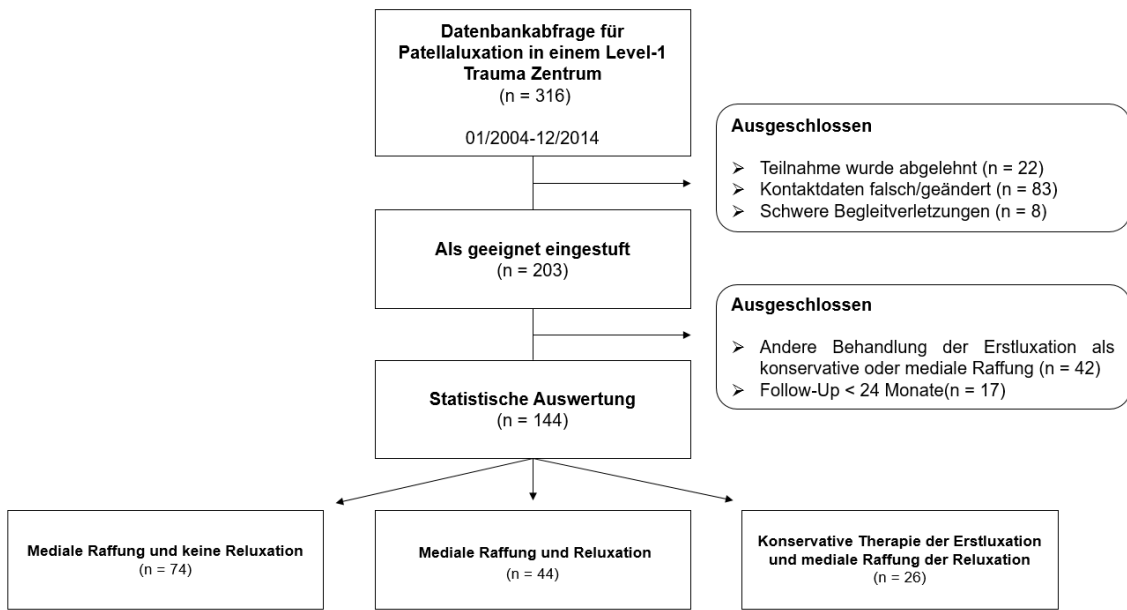 Datenbankabfrage für
Patellaluxation in einem Level-1
Trauma Zentrum
(n = 316)
01/2004-12/2014
Ausgeschlossen
➢ Teilnahme wurde abgelehnt (n = 22)
➢ Kontaktdaten falsch/geändert (n = 83)
➢ Schwere Begleitverletzungen (n = 8)
Als geeignet eingestuft
(n = 203)
Ausgeschlossen
➢ Andere Behandlung der Erstluxation als
konservative oder mediale Raffung (n = 42)
➢ Follow-Up < 24 Monate(n = 17)
Statistische Auswertung
(n = 144)
Mediale Raffung und keine Reluxation
(n = 74)
Mediale Raffung und Reluxation
(n = 44)
Konservative Therapie der Erstluxation
und mediale Raffung der Reluxation
(n = 26)